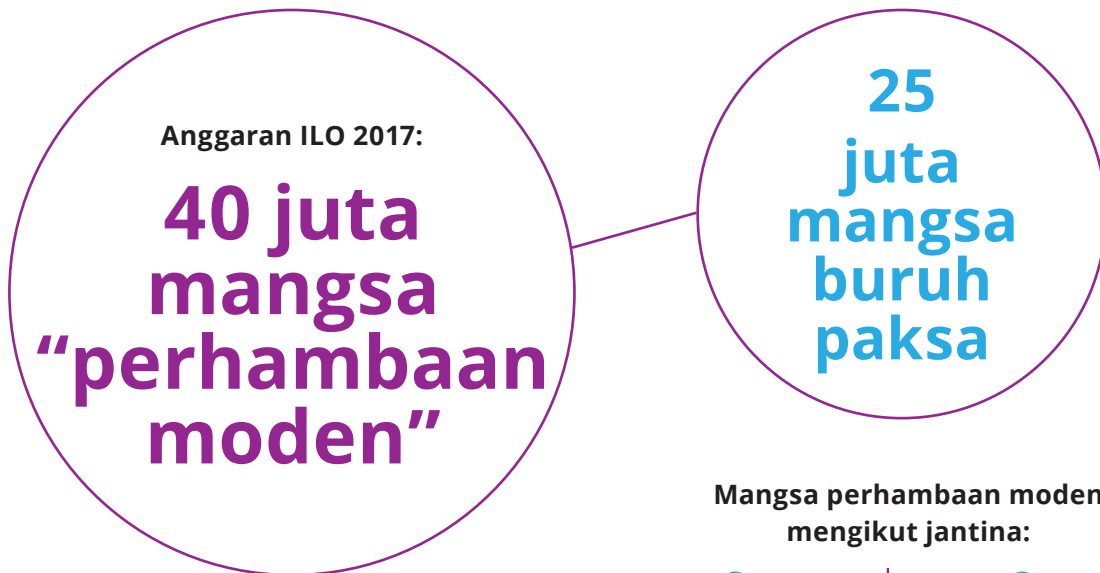 Anggaran ILO 2017:
40 juta
mangsa
“perhambaan
moden”
25
juta
mangsa
buruh
paksa
Mangsa perhambaan moden
mengikut jantina: